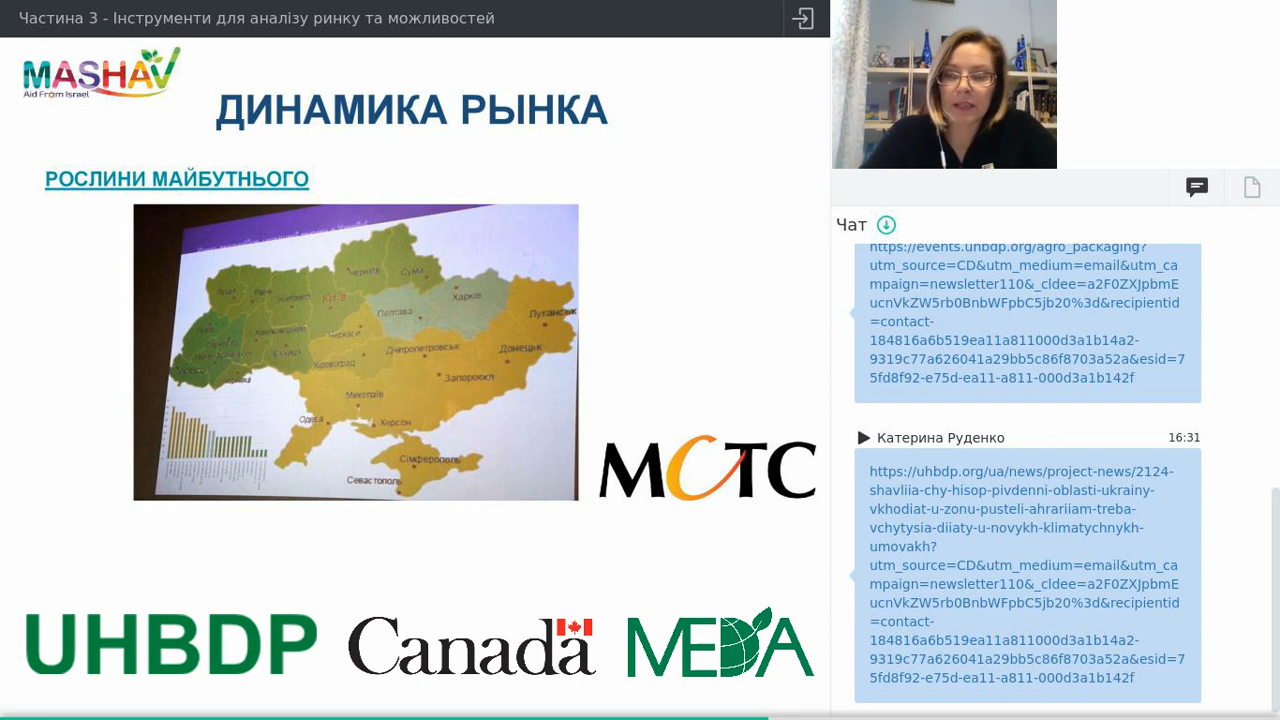 Частина 3 - Інструменти для аналізу ринку та можливостей
MASHAV
Aid From Israel
ДИНАМИКА РЫНКА
РОСЛИНИ МАЙБУТНЬОГО
Чернігів
Суми
Київ
Харків
Полтава
Луганськ
Черкаси
Дніпропетровськ
Донецьк
Кіровоград
Запоріжжя
Миколаїв
Одеса
Херсон
Сімферополь
Севастополь
MCTC
UHBDP
Canada
MEDA
Чат
https://events.uhbdp.org/agro_packaging?
utm_source=CD&utm_medium=email&utm_ca
mpaign=newsletter110&_cldee=a2F0ZXJpbmE
ucnVkZW5rb0BnbWFpbC5jb20%3d&recipientid
=contact-
184816a6b519ea11a811000d3a1b14a2-
9319c77a626041a29bb5c86f8703a52a&esid=7
5fd8f92-e75d-ea11-a811-000d3a1b142f
Катерина Руденко 16:31
https://uhbdp.org/ua/news/project-news/2124-
shavliia-chy-hisop-pivdenni-oblasti-ukrainy-
vkhodiat-u-zonu-pusteli-ahrariiam-treba-
vchytysia-diiaty-u-novykh-klimatychnykh-
umovakh?
utm_source=CD&utm_medium=email&utm_ca
mpaign=newsletter110&_cldee=a2F0ZXJpbmE
ucnVkZW5rb0BnbWFpbC5jb20%3d&recipientid
=contact-
184816a6b519ea11a811000d3a1b14a2-
9319c77a626041a29bb5c86f8703a52a&esid=7
5fd8f92-e75d-ea11-a811-000d3a1b142f